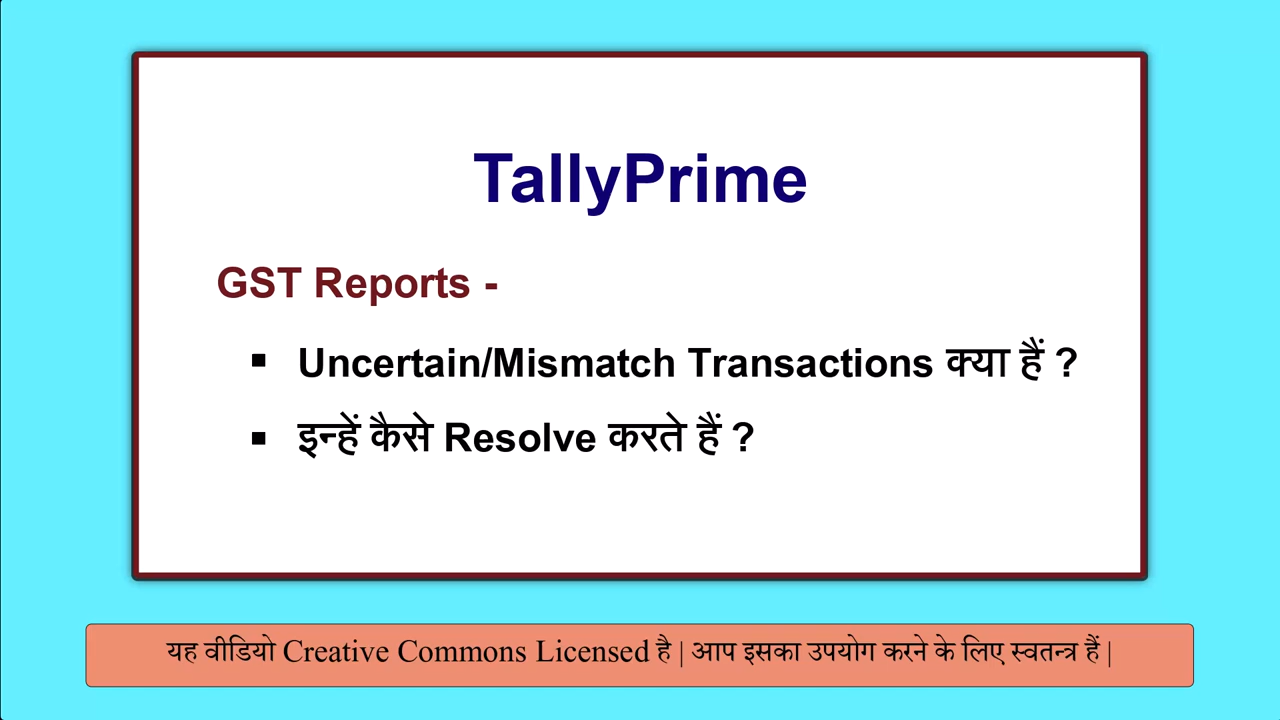 TallyPrime
GST Reports -
▪ Uncertain/Mismatch Transactions क्या हैं ?
▪ इन्हें कैसे Resolve करते हैं ?
यह वीडियो Creative Commons Licensed है | आप इसका उपयोग करने के लिए स्वतन्त्र हैं |